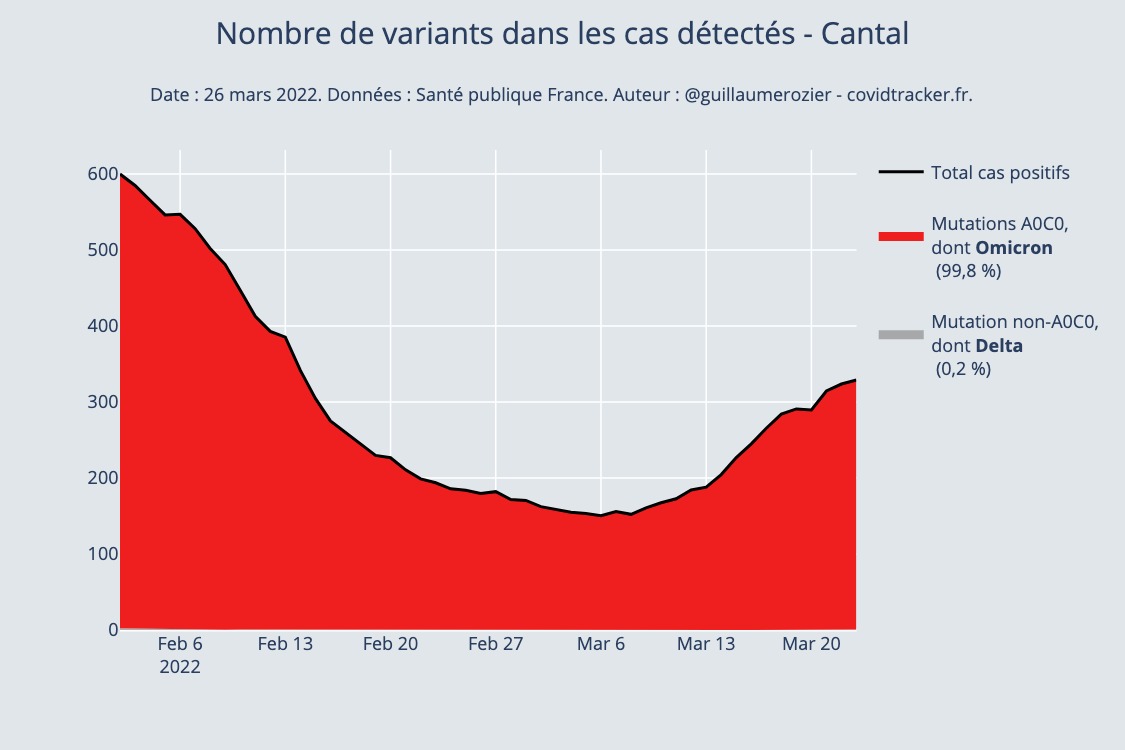 Nombre de variants dans les cas détectés - Cantal
Date : 26 mars 2022. Données : Santé publique France. Auteur : @guillaumerozier - covidtracker.fr.
600
500
400
300
200
100
0
Feb 6
2022
Feb 13
Feb 20
Feb 27
Mar 6
Mar 13
Mar 20
Total cas positifs
Mutations A0C0,
dont Omicron
(99,8 %)
Mutation non-A0C0,
dont Delta
(0,2 %)